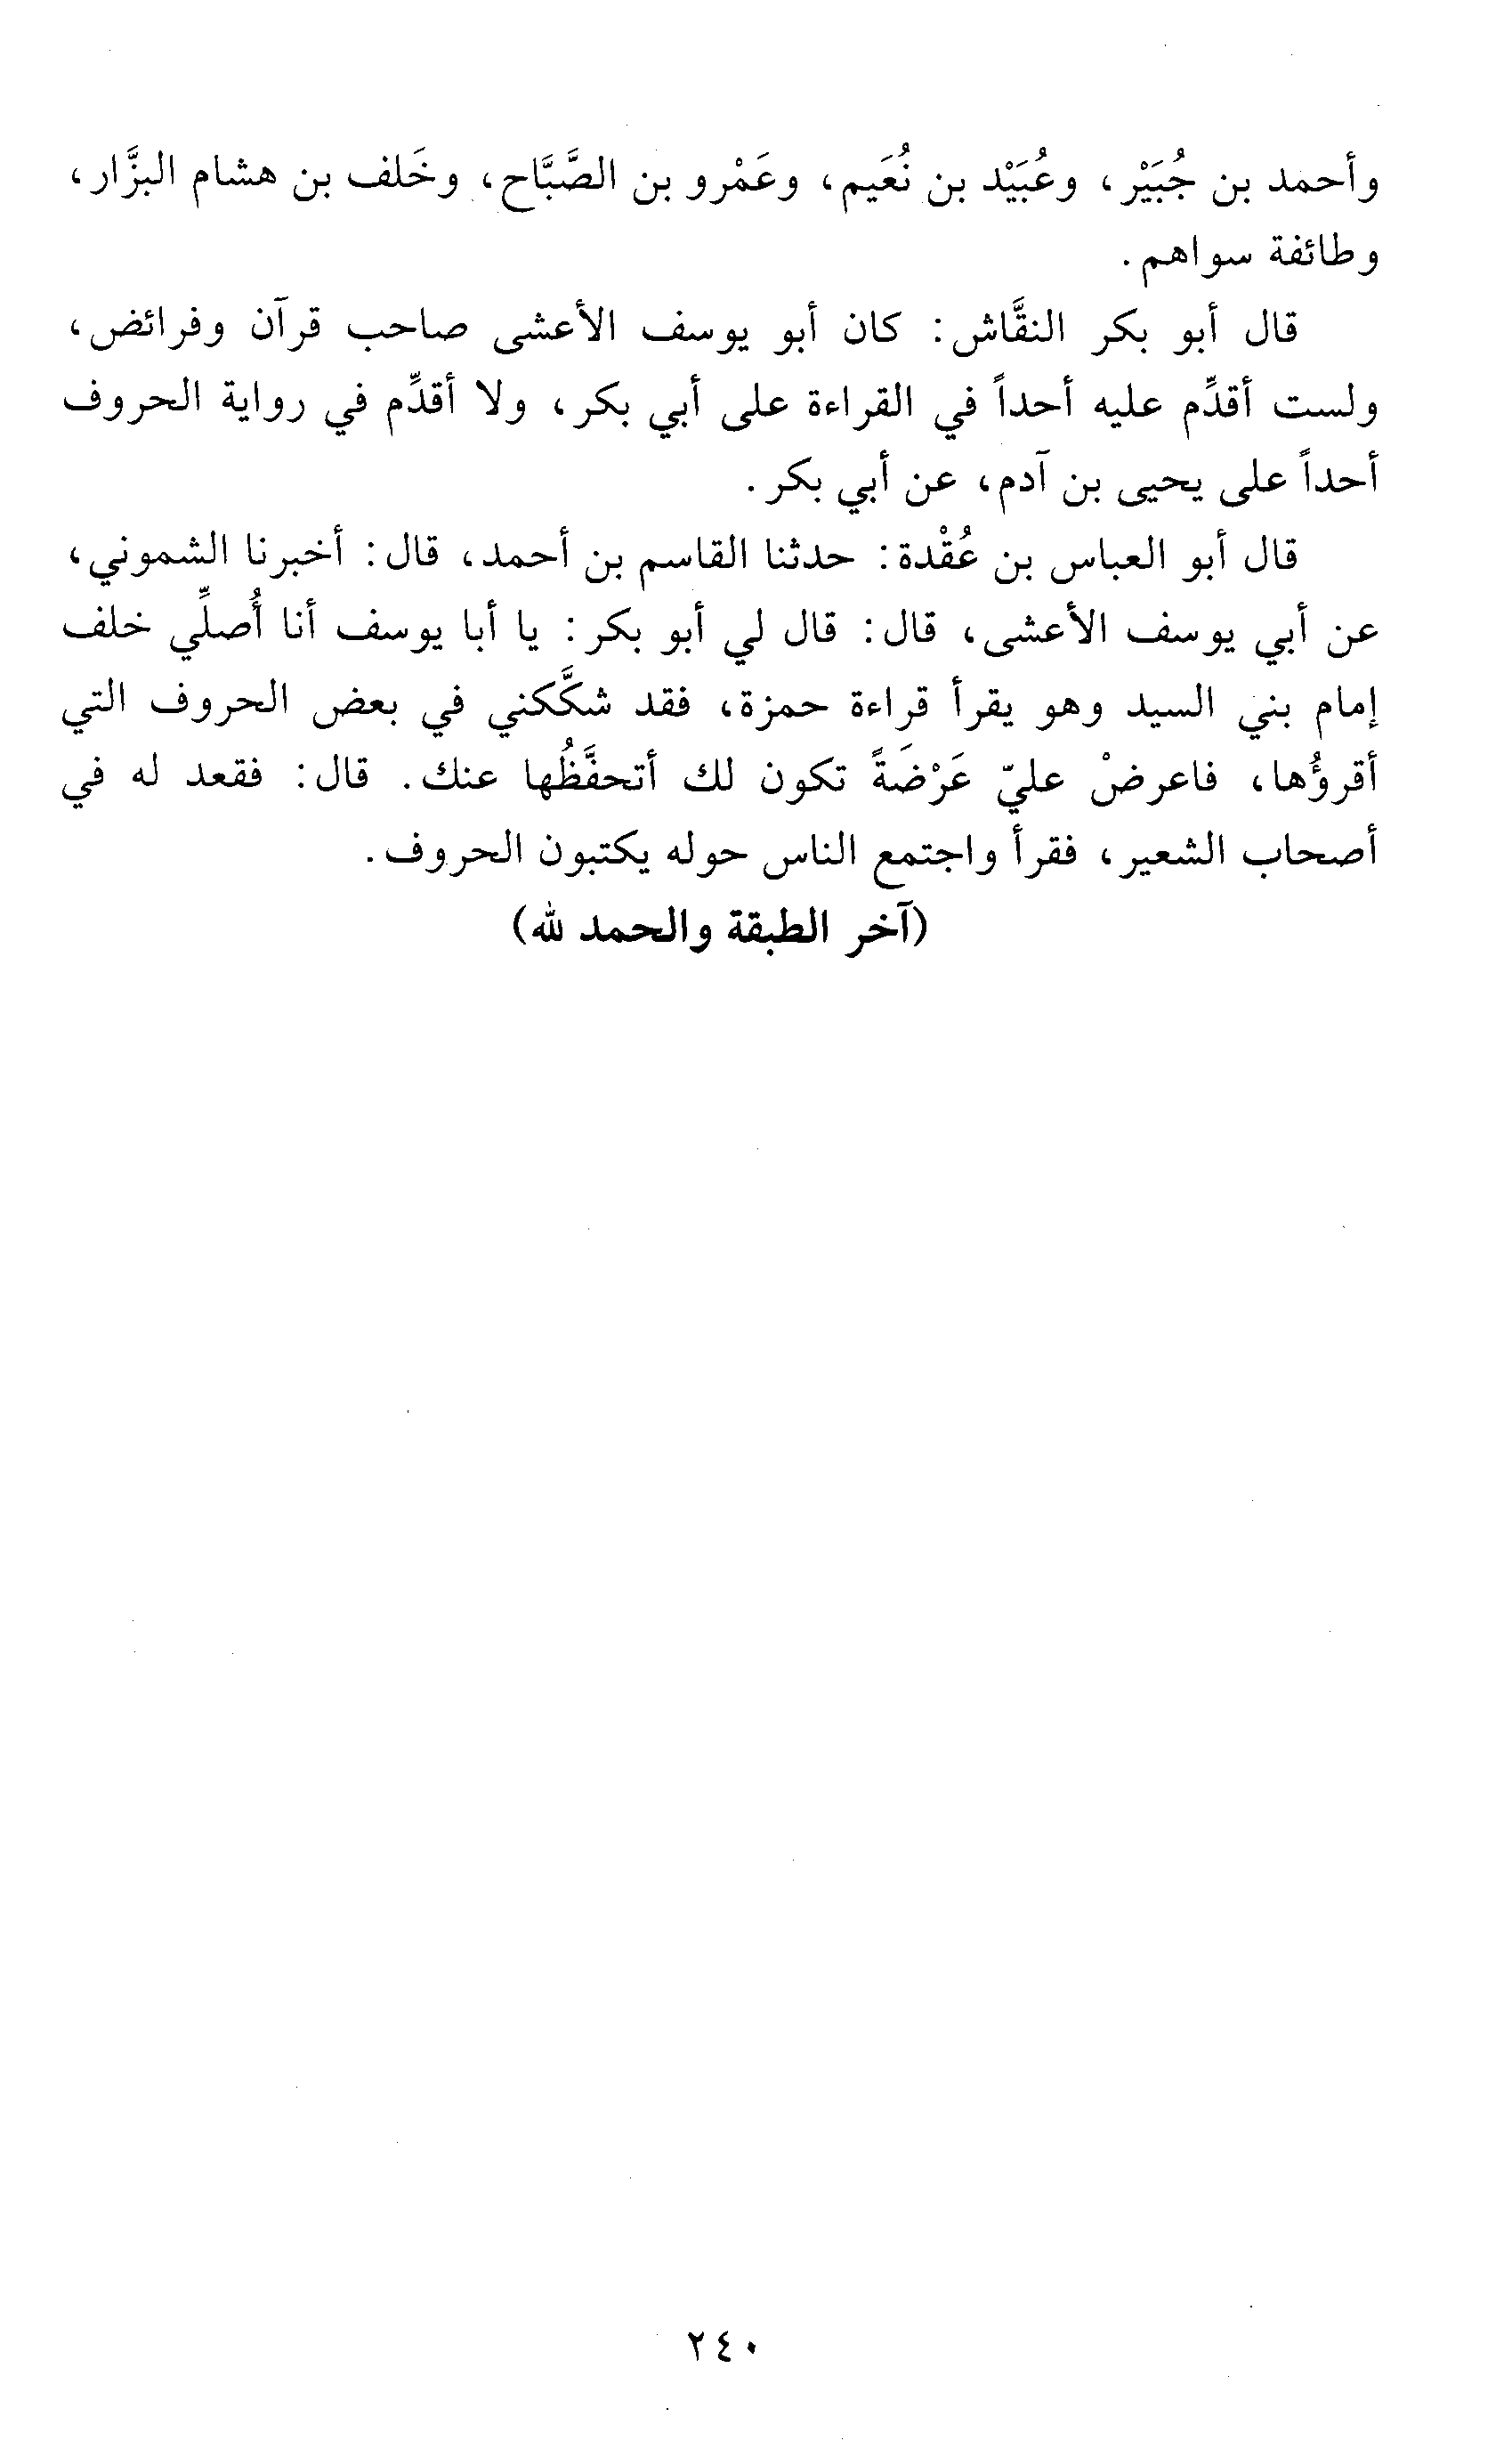 وأحمد بن جُبَيْر، وعُبَيْد بن نُعَيم، وعَمْرو بن الصَّبَّاح، وخَلف بن هشام البزَّار،
وطائفة سواهم.
قال أبو بكر النقَّاش: كان أبو يوسف الأعشى صاحب قرآن وفرائض،
ولست أقدِّم عليه أحداً في القراءة على أبي بكر، ولا أقدِّم في رواية الحروف
أحداً على يحيى بن آدم، عن أبي بكر.
قال أبو العباس بن عُقْدة: حدثنا القاسم بن أحمد، قال: أخبرنا الشموني،
عن أبي يوسف الأعشى، قال: قال لي أبو بكر: يا أبا يوسف أنا أُصلِّي خلف
إمام بني السيد وهو يقرأ قراءة حمزة، فقد شكَّكني في بعض الحروف التي
أقروُها، فاعرضْ عليّ عَرْضَةً تكون لك أتحفَّظُها عنك. قال: فقعد له في
أصحاب الشعير، فقرأ واجتمع الناس حوله يكتبون الحروف.
(آخر الطبقة والحمد لله)
٢٤٠